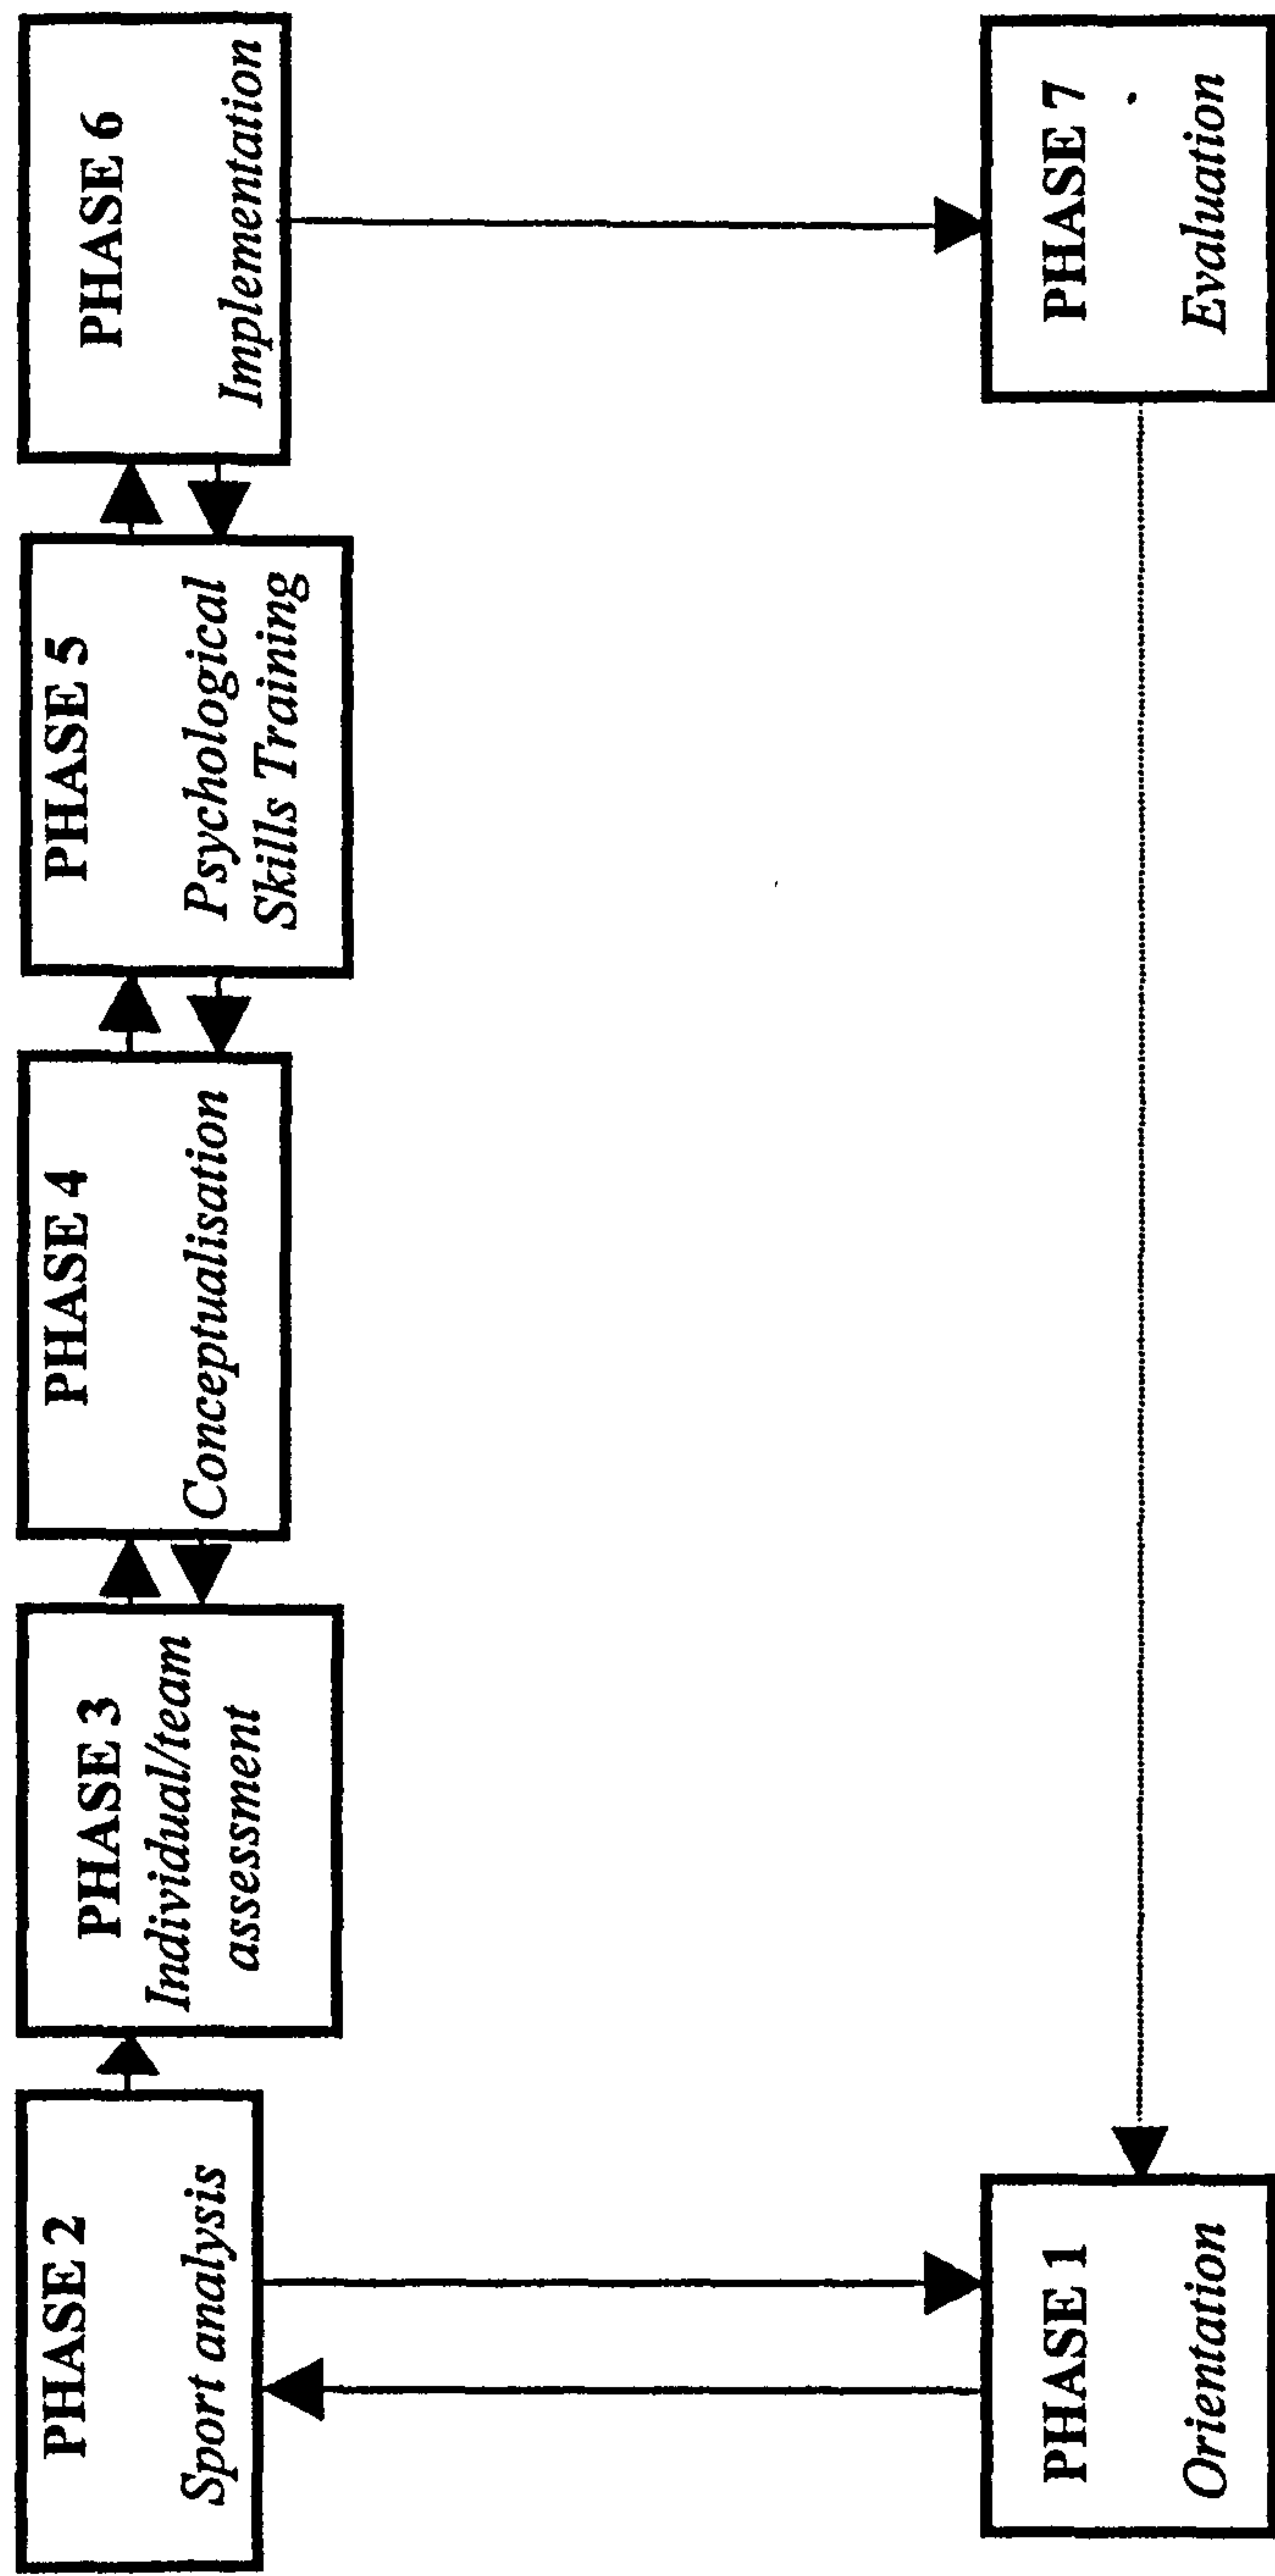 PHASE 2
Sport analysis
PHASE 3
Individual/team
assessment
PHASE 4
Conceptualisation
PHASE 5
Psychological
Skills Training
PHASE 6
Implementation
PHASE 1
Orientation
PHASE 7
Evaluation